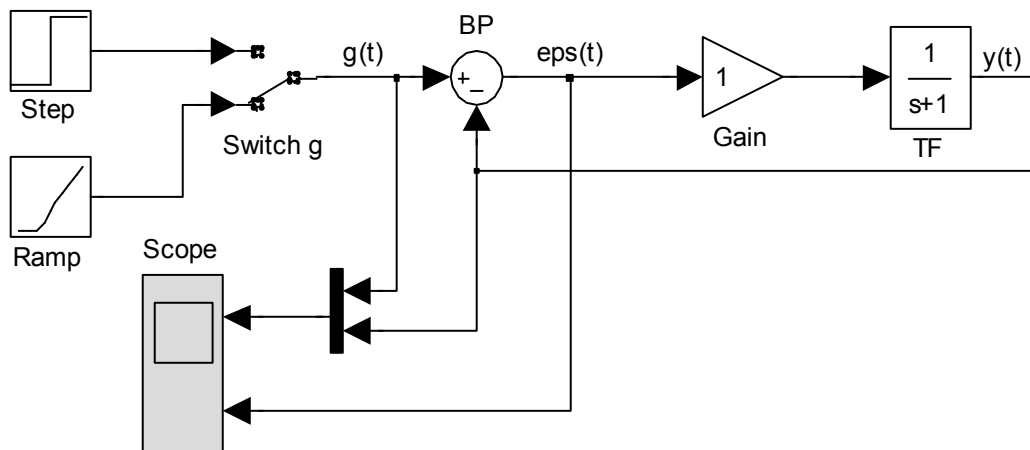 BP
g(t)
eps(t)
y(t)
Step
+
−
1
1
s+1
Switch g
Gain
TF
Ramp
Scope